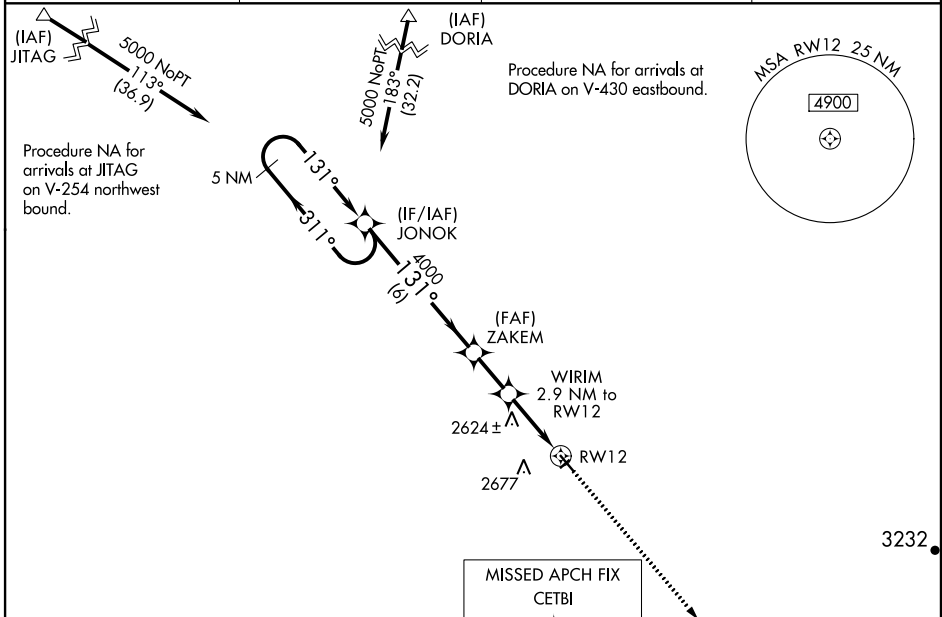 (IAF)
JITAG
5000 NoPT
113°
(36.9)
(IAF)
DORIA
5000 NoPT
183°
(32.2)
Procedure NA for arrivals at
DORIA on V-430 eastbound.
MSA RW12 25 NM
4900
Procedure NA for
arrivals at JITAG
on V-254 northwest
bound.
5 NM
131°
311°
(IF/IAF)
JONOK
4000
131°
(6)
(FAF)
ZAKEM
WIRIM
2.9 NM to
RW12
2624 ±
2677
RW12
3232
MISSED APCH FIX
CETBI